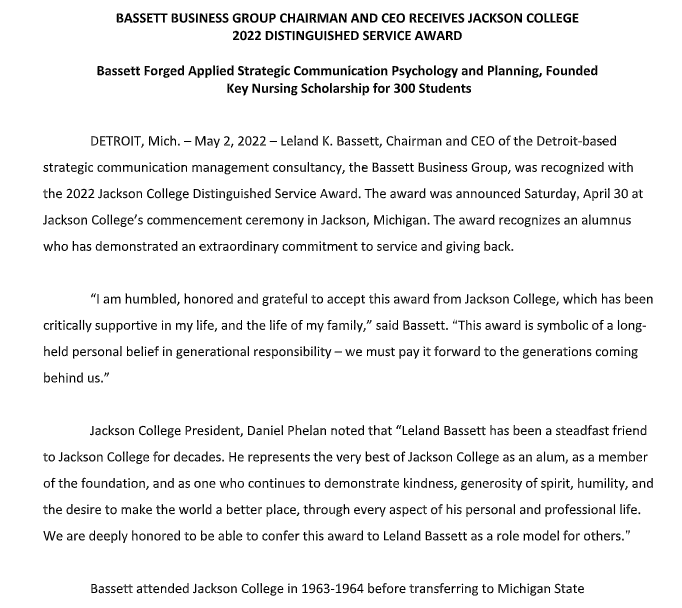 BASSETT BUSINESS GROUP CHAIRMAN AND CEO RECEIVES JACKSON COLLEGE
2022 DISTINGUISHED SERVICE AWARD
Bassett Forged Applied Strategic Communication Psychology and Planning, Founded
Key Nursing Scholarship for 300 Students
DETROIT, Mich. – May 2, 2022 – Leland K. Bassett, Chairman and CEO of the Detroit-based
strategic communication management consultancy, the Bassett Business Group, was recognized with
the 2022 Jackson College Distinguished Service Award. The award was announced Saturday, April 30 at
Jackson College’s commencement ceremony in Jackson, Michigan. The award recognizes an alumnus
who has demonstrated an extraordinary commitment to service and giving back.
“I am humbled, honored and grateful to accept this award from Jackson College, which has been
critically supportive in my life, and the life of my family,” said Bassett. “This award is symbolic of a long-
held personal belief in generational responsibility – we must pay it forward to the generations coming
behind us.”
Jackson College President, Daniel Phelan noted that “Leland Bassett has been a steadfast friend
to Jackson College for decades. He represents the very best of Jackson College as an alum, as a member
of the foundation, and as one who continues to demonstrate kindness, generosity of spirit, humility, and
the desire to make the world a better place, through every aspect of his personal and professional life.
We are deeply honored to be able to confer this award to Leland Bassett as a role model for others.”
Bassett attended Jackson College in 1963-1964 before transferring to Michigan State